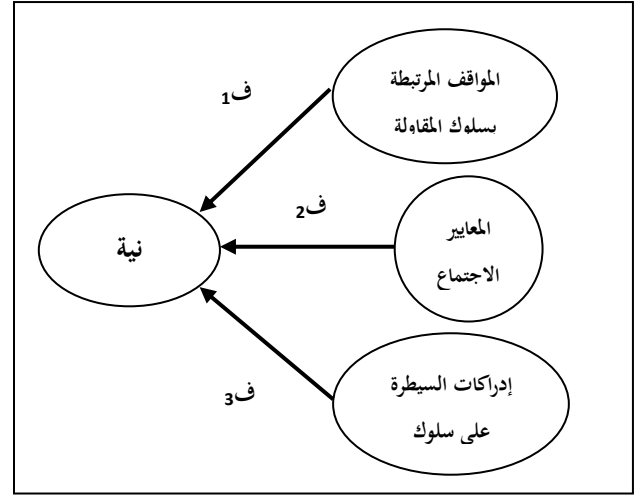 المواقف المرتبطة
بسلوك المقاولة
ف1
ف2
المعايير
الاجتماع
نية
إدراكات السيطرة
على سلوك
ف3